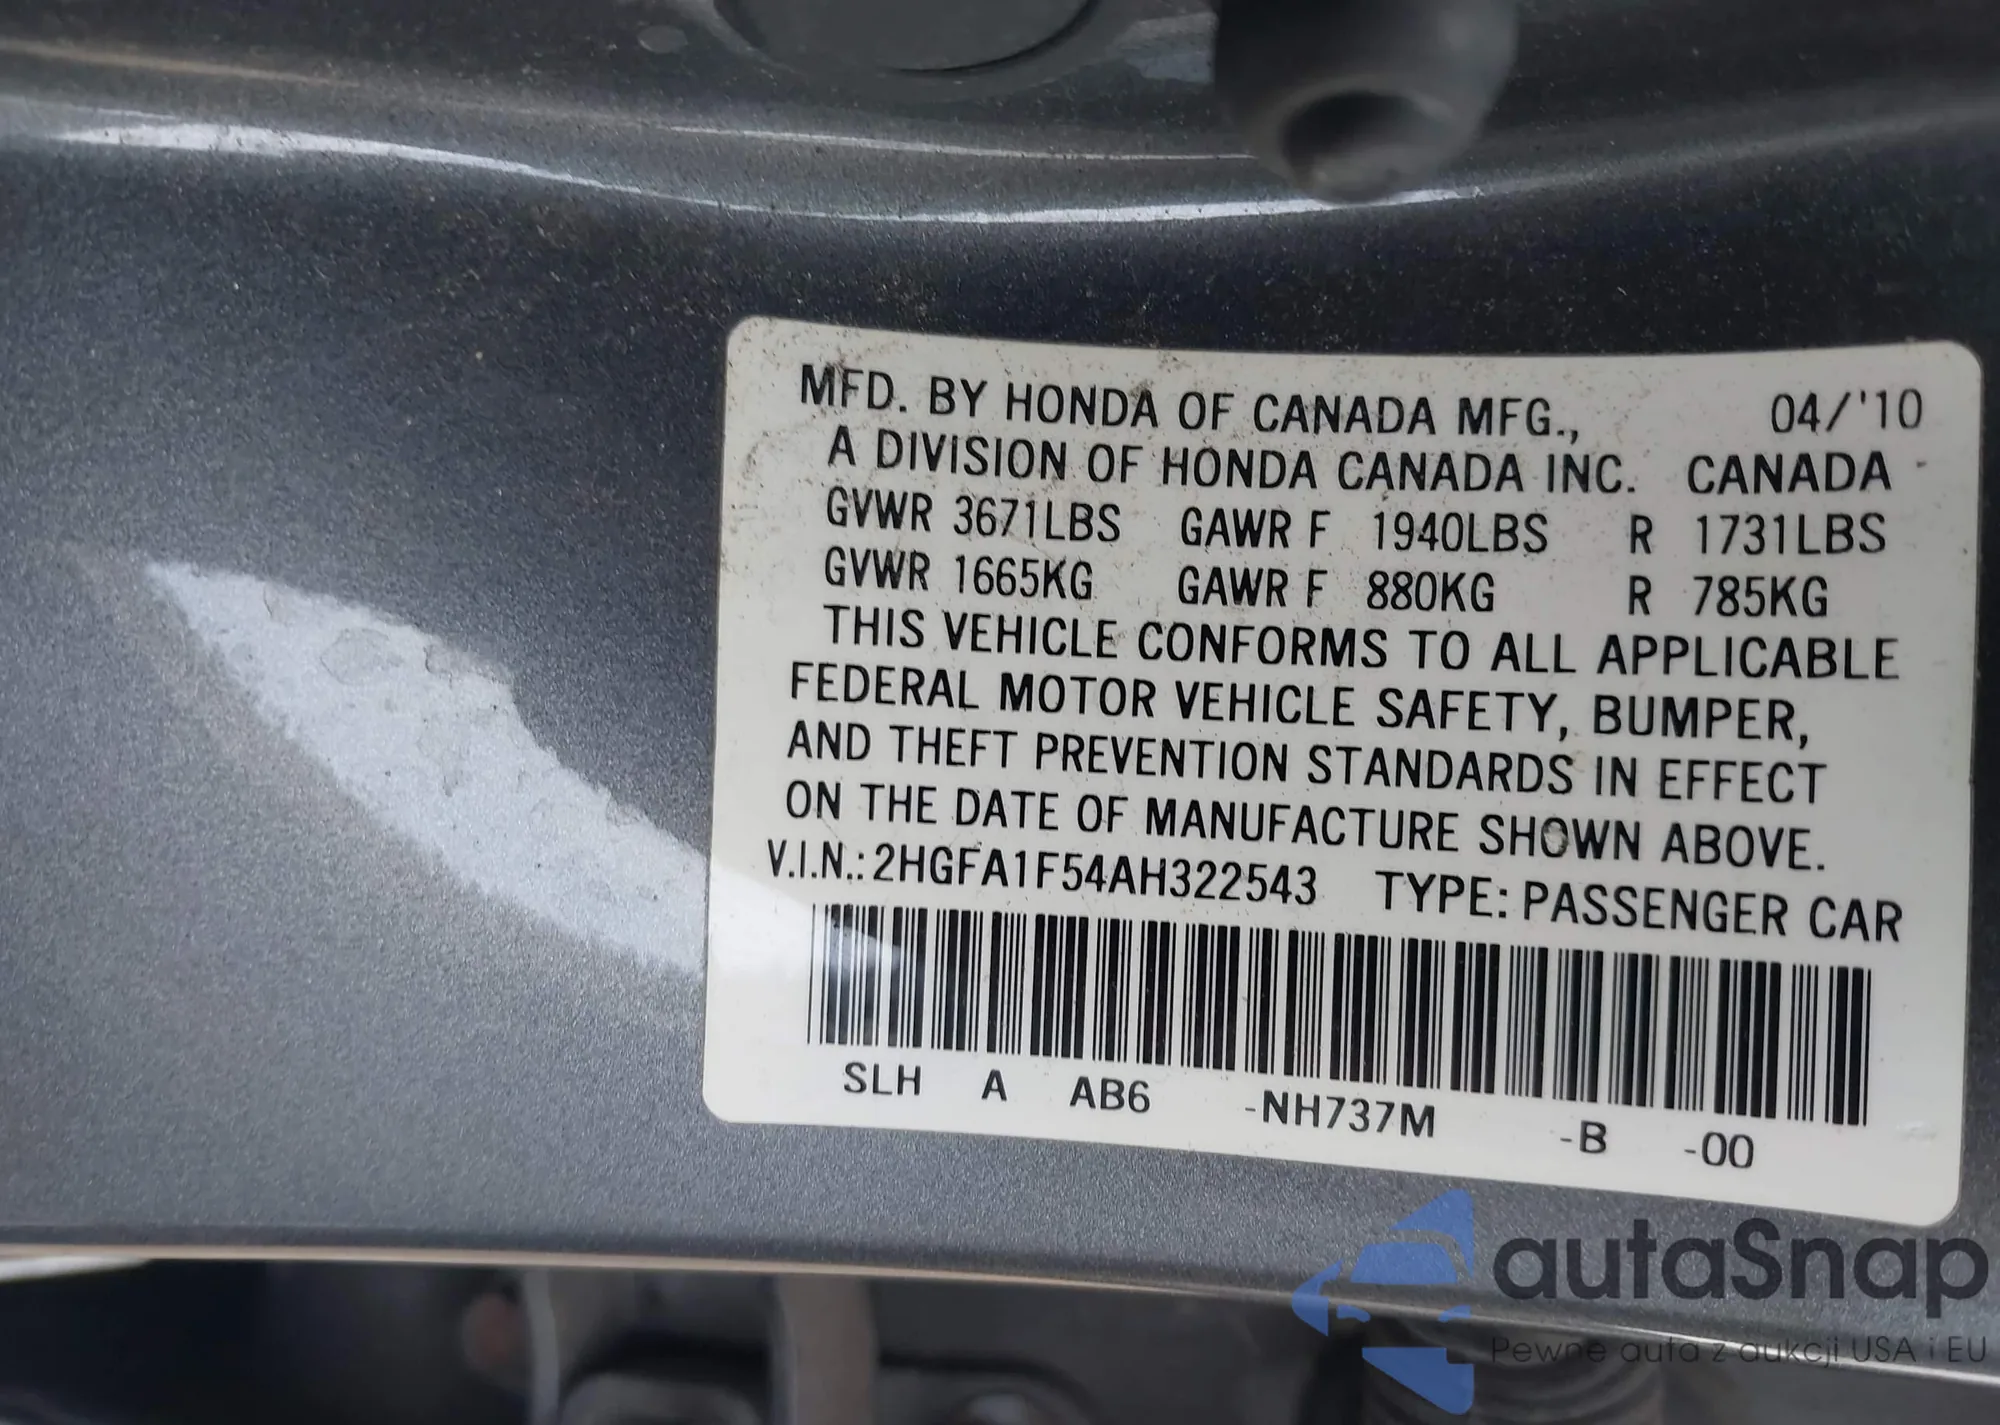 MFD. BY HONDA OF CANADA MFG., 04/'10
A DIVISION OF HONDA CANADA INC. CANADA
GVWR 3671LBS GAWR F 1940LBS R 1731LBS
GVWR 1665KG GAWR F 880KG R 785KG
THIS VEHICLE CONFORMS TO ALL APPLICABLE
FEDERAL MOTOR VEHICLE SAFETY, BUMPER,
AND THEFT PREVENTION STANDARDS IN EFFECT
ON THE DATE OF MANUFACTURE SHOWN ABOVE.
V.I.N.: 2HGFA1F54AH322543 TYPE: PASSENGER CAR
SLH A AB6 -NH737M -B -00
autaSnap
Pewne auta z aukcji USA i EU